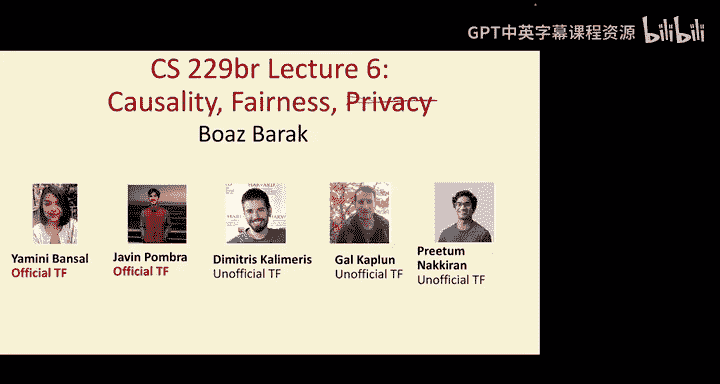 GPT中英字幕课程资源 bilibili
CS 229br Lecture 6:
Causality, Fairness, Privacy
Boaz Barak
Yamini Bansal
Official TF
Javin Pombra
Official TF
Dimitris Kalimeris
Unofficial TF
Gal Kaplun
Unofficial TF
Preetum
Nakkiran
Unofficial TF